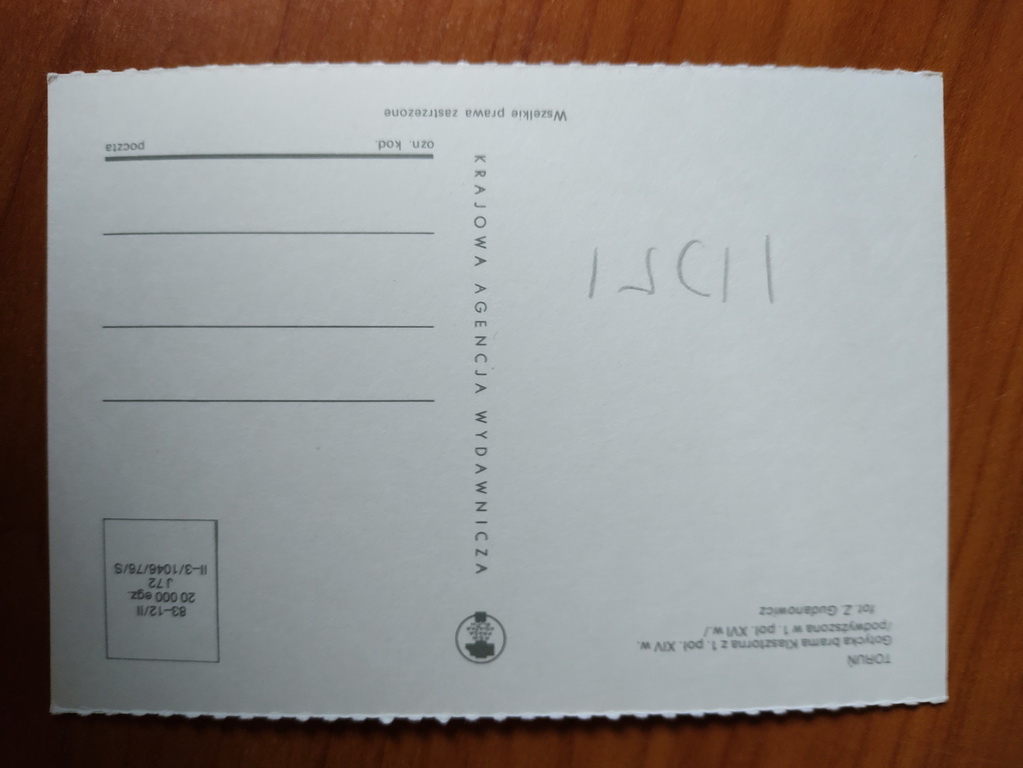 TORUŃ
Gotycka brama Klasztorna z 1. poł. XIV w.
/podwyższona w 1. poł. XVI w./
fot. Z. Gudanowicz
KRAJOWA AGENCJA WYDAWNICZA
83-12/II
20 000 egz.
J 72
II-3/1046/76/S
ozn. kod.
poczta
Wszelkie prawa zastrzeżone